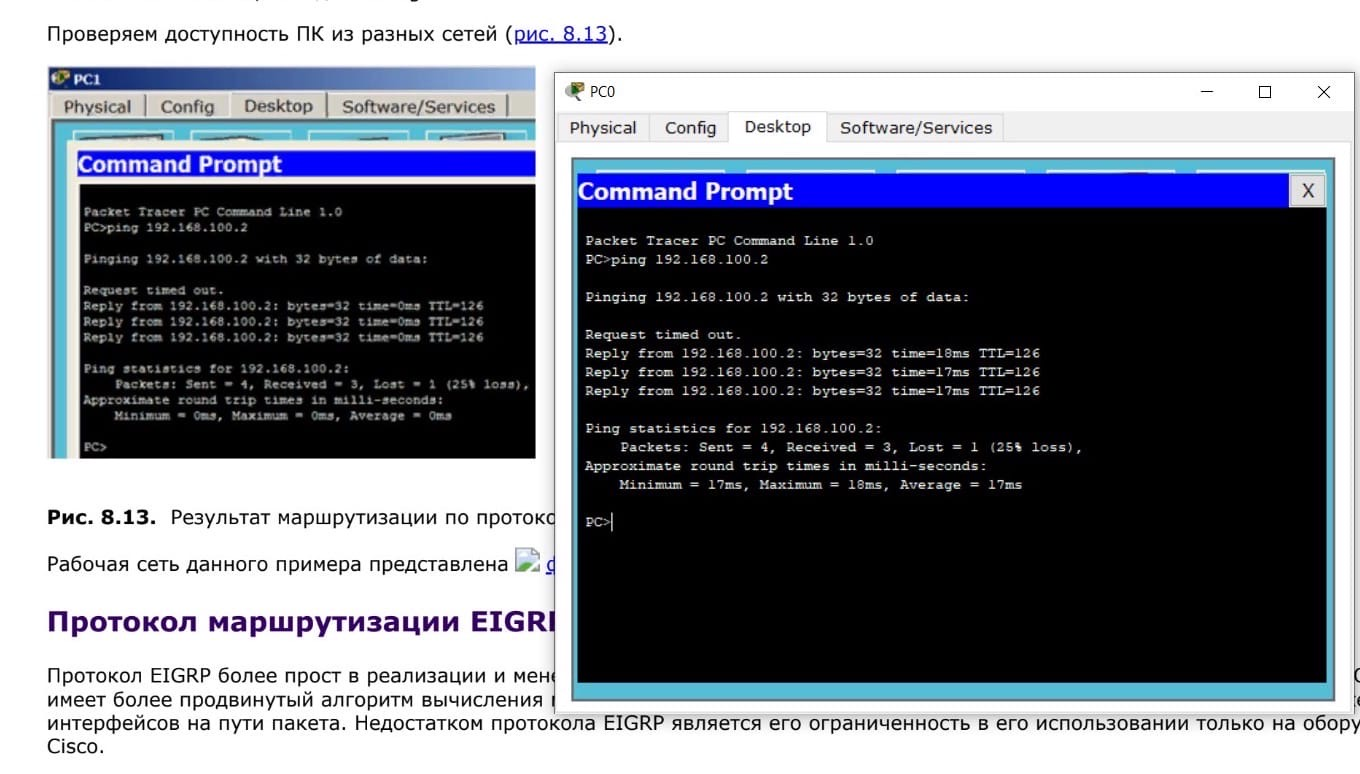 Проверяем доступность ПК из разных сетей (рис. 8.13).
PC1
Physical Config Desktop Software/Services
Command Prompt
Packet Tracer PC Command Line 1.0
PC>ping 192.168.100.2
Pinging 192.168.100.2 with 32 bytes of data:
Request timed out.
Reply from 192.168.100.2: bytes=32 time=0ms TTL=126
Reply from 192.168.100.2: bytes=32 time=0ms TTL=126
Reply from 192.168.100.2: bytes=32 time=0ms TTL=126
Ping statistics for 192.168.100.2:
Packets: Sent = 4, Received = 3, Lost = 1 (25% loss),
Approximate round trip times in milli-seconds:
Minimum = 0ms, Maximum = 0ms, Average = 0ms
PC>
PC0
Physical Config Desktop Software/Services
Command Prompt X
Packet Tracer PC Command Line 1.0
PC>ping 192.168.100.2
Pinging 192.168.100.2 with 32 bytes of data:
Request timed out.
Reply from 192.168.100.2: bytes=32 time=18ms TTL=126
Reply from 192.168.100.2: bytes=32 time=17ms TTL=126
Reply from 192.168.100.2: bytes=32 time=17ms TTL=126
Ping statistics for 192.168.100.2:
Packets: Sent = 4, Received = 3, Lost = 1 (25% loss),
Approximate round trip times in milli-seconds:
Minimum = 17ms, Maximum = 18ms, Average = 17ms
PC>
Рис. 8.13. Результат маршрутизации по протоко
Рабочая сеть данного примера представлена
Протокол маршрутизации EIGRP
Протокол EIGRP более прост в реализации и мене
имеет более продвинутый алгоритм вычисления
интерфейсов на пути пакета. Недостатком протокола EIGRP является его ограниченность в его использовании только на обору
Cisco.